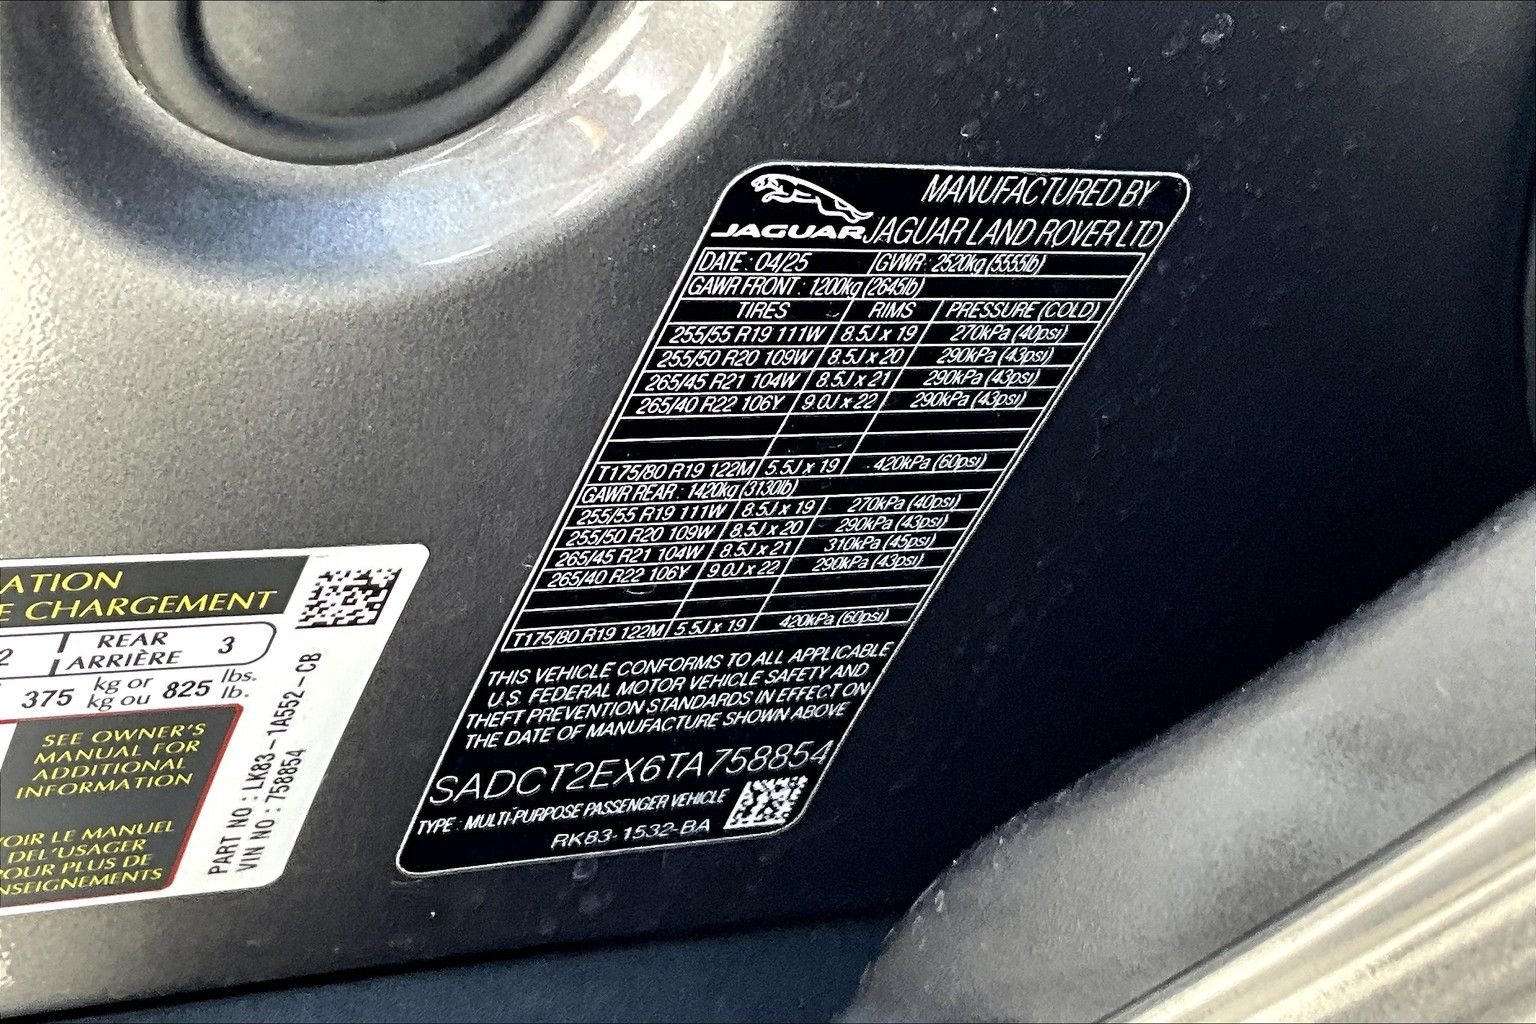 JAGUAR
MANUFACTURED BY
JAGUAR LAND ROVER LTD
DATE : 04/25 GVWR : 2520kg (5555lb)
GAWR FRONT : 1200kg (2645lb)
TIRES RIMS PRESSURE (COLD)
255/55 R19 111W 8.5J x 19 270kPa (40psi)
255/50 R20 109W 8.5J x 20 290kPa (43psi)
265/45 R21 104W 8.5J x 21 290kPa (43psi)
265/40 R22 106Y 9.0J x 22 290kPa (43psi)
T175/80 R19 122M 5.5J x 19 420kPa (60psi)
GAWR REAR : 1420kg (3130lb)
255/55 R19 111W 8.5J x 19 270kPa (40psi)
255/50 R20 109W 8.5J x 20 290kPa (43psi)
265/45 R21 104W 8.5J x 21 310kPa (45psi)
265/40 R22 106Y 9.0J x 22 290kPa (43psi)
T175/80 R19 122M 5.5J x 19 420kPa (60psi)
THIS VEHICLE CONFORMS TO ALL APPLICABLE
U.S. FEDERAL MOTOR VEHICLE SAFETY AND
THEFT PREVENTION STANDARDS IN EFFECT ON
THE DATE OF MANUFACTURE SHOWN ABOVE
SADCT2EX6TA758854
TYPE : MULTI-PURPOSE PASSENGER VEHICLE
RK83-1532-BA
ATION
E CHARGEMENT
2 REAR 3
ARRIÈRE
375 kg or 825 lbs.
kg ou lb.
SEE OWNER'S
MANUAL FOR
ADDITIONAL
INFORMATION
VOIR LE MANUEL
DEL'USAGER
POUR PLUS DE
NSEIGNEMENTS
PART NO : LK83-1A552-CB
VIN NO : 758854